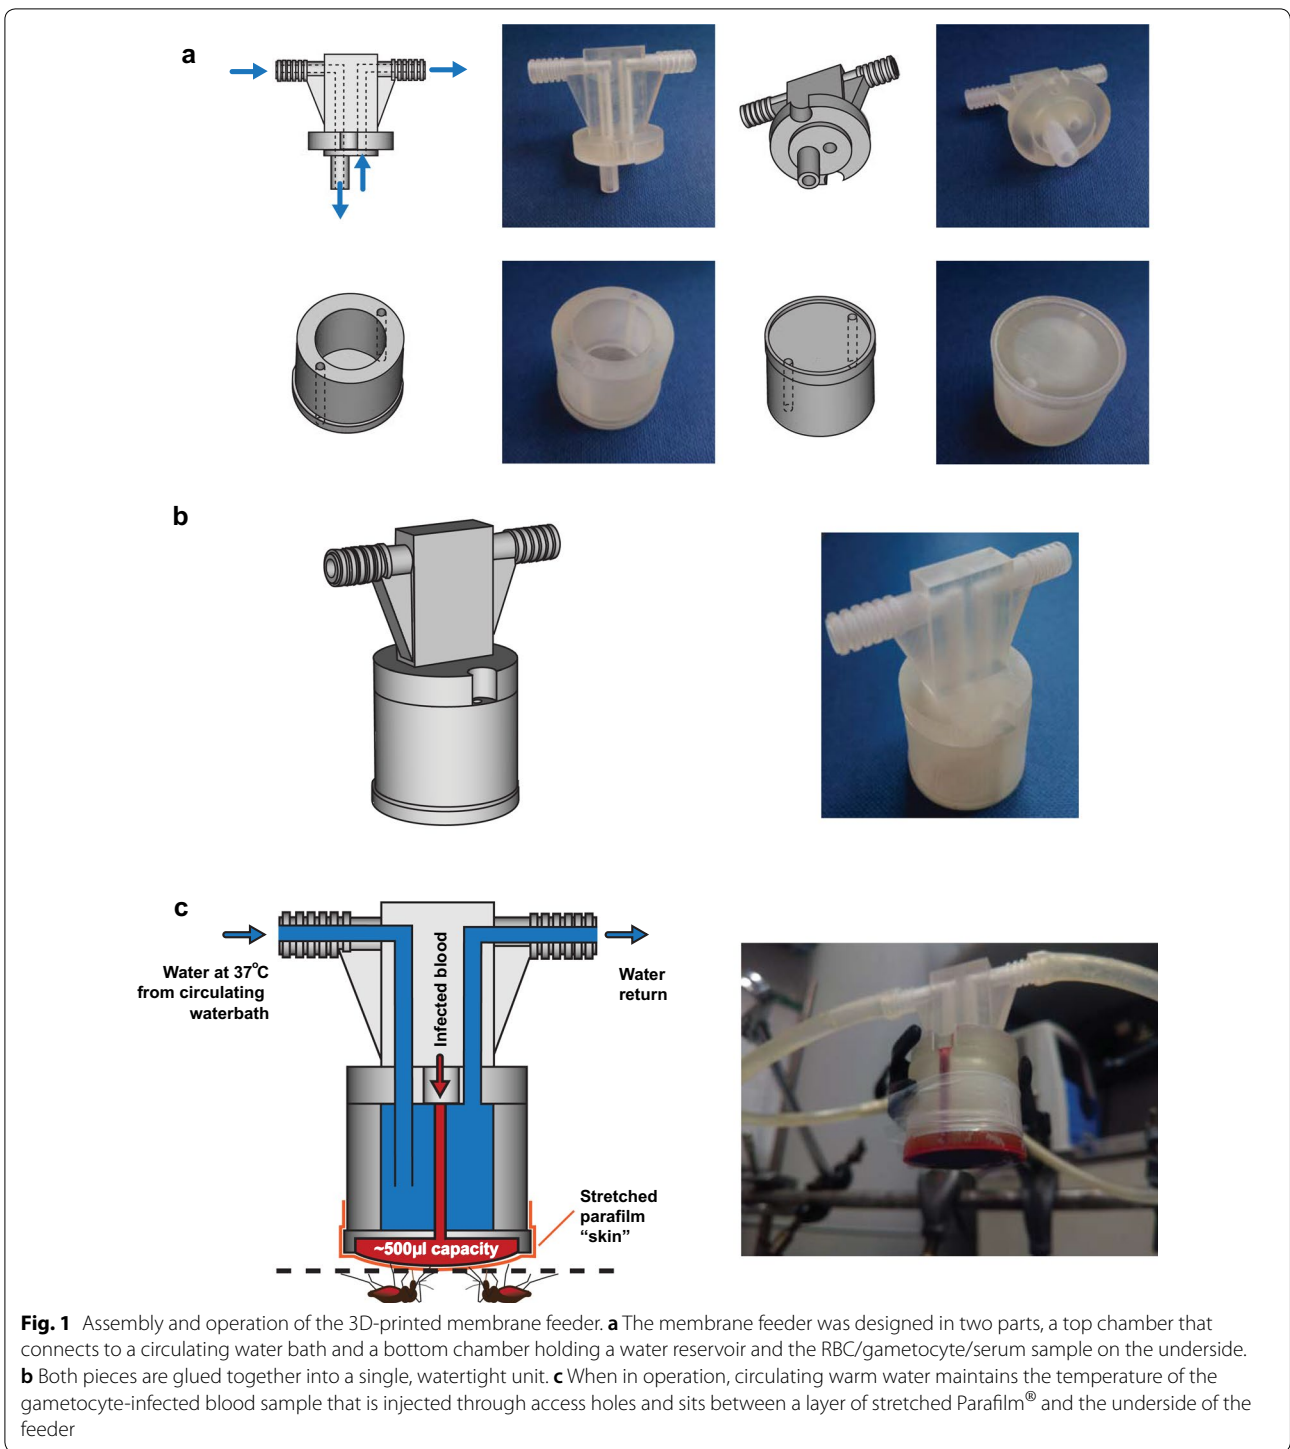 a
b
c
Water at 37°C
from circulating
waterbath
Infected blood
Water
return
Stretched
parafilm
“skin”
~500µl capacity
Fig. 1 Assembly and operation of the 3D-printed membrane feeder. a The membrane feeder was designed in two parts, a top chamber that
connects to a circulating water bath and a bottom chamber holding a water reservoir and the RBC/gametocyte/serum sample on the underside.
b Both pieces are glued together into a single, watertight unit. c When in operation, circulating warm water maintains the temperature of the
gametocyte-infected blood sample that is injected through access holes and sits between a layer of stretched Parafilm® and the underside of the
feeder